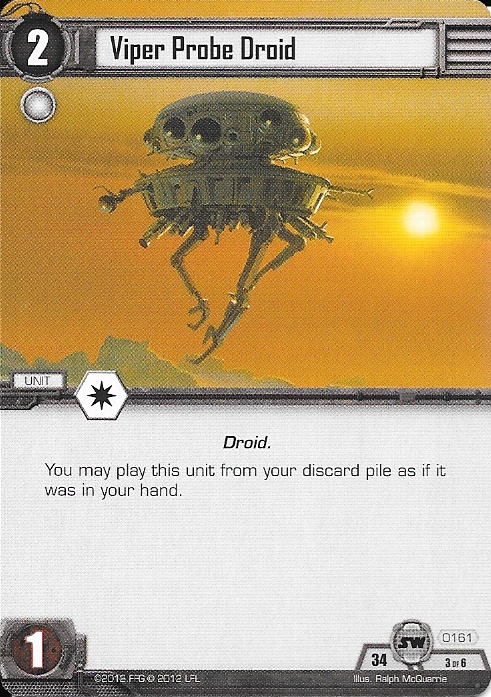 2
Viper Probe Droid
UNIT
Droid.
You may play this unit from your discard pile as if it
was in your hand.
1
SW
0161
34
3 OF 6
©2012 FFG © 2012 LFL
Illus. Ralph McQuarrie